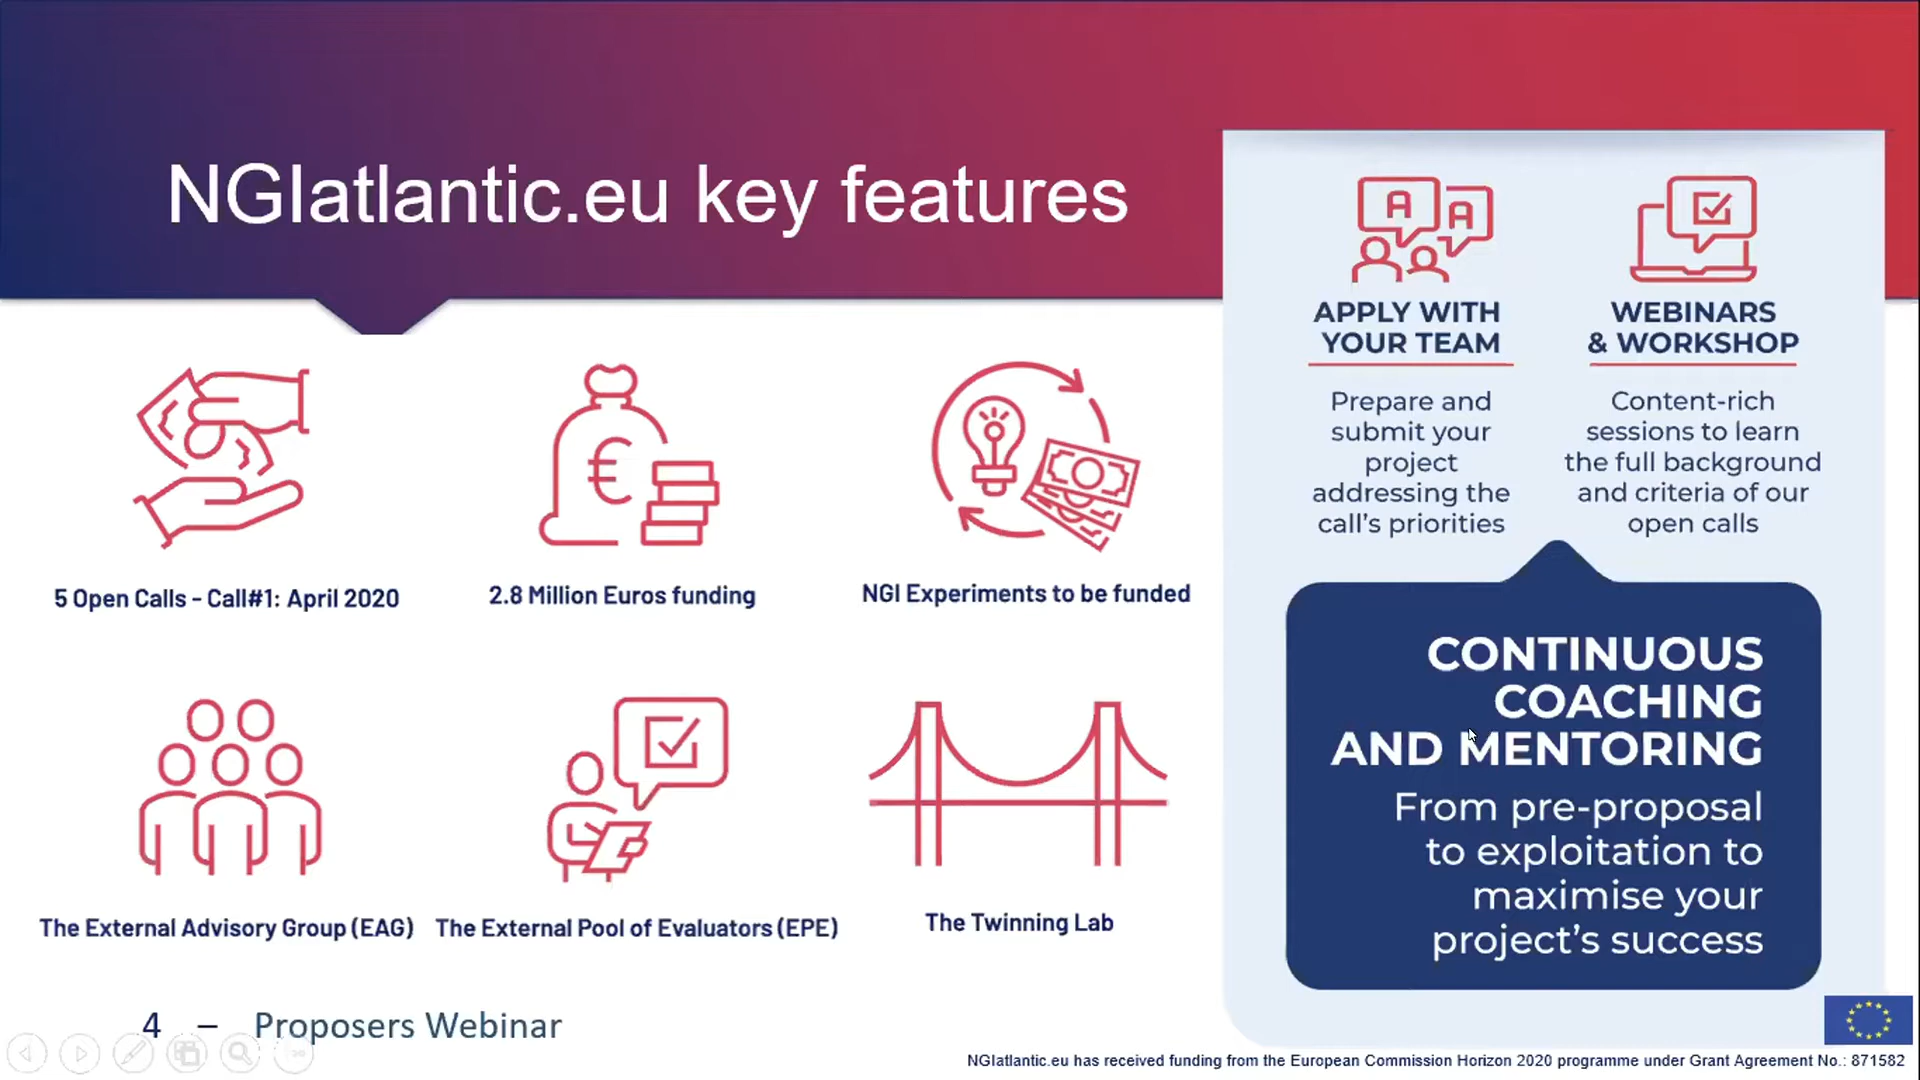 NGIatlantic.eu key features
5 Open Calls - Call#1: April 2020
2.8 Million Euros funding
NGI Experiments to be funded
The External Advisory Group (EAG)
The External Pool of Evaluators (EPE)
The Twinning Lab
A A
APPLY WITH
YOUR TEAM
Prepare and
submit your
project
addressing the
call's priorities
WEBINARS
& WORKSHOP
Content-rich
sessions to learn
the full background
and criteria of our
open calls
CONTINUOUS
COACHING
AND MENTORING
From pre-proposal
to exploitation to
maximise your
project's success
4 – Proposers Webinar
NGIatlantic.eu has received funding from the European Commission Horizon 2020 programme under Grant Agreement No.: 871582